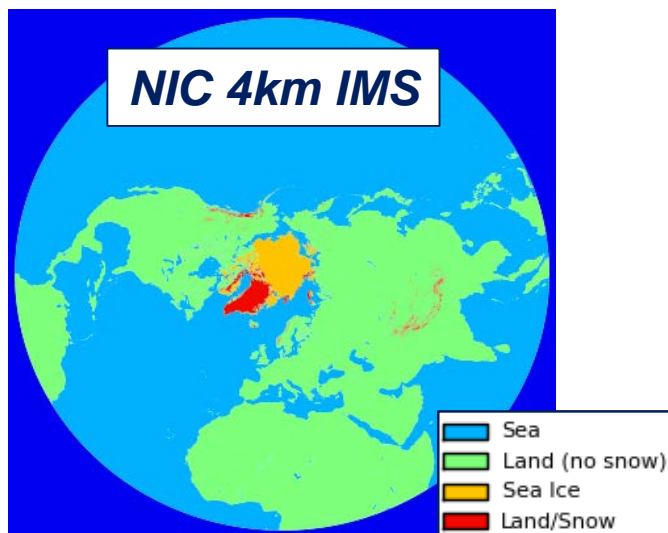 NIC 4km IMS
Sea
Land (no snow)
Sea Ice
Land/Snow